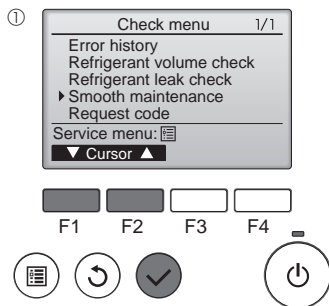 ①
Check menu 1/1
Error history
Refrigerant volume check
Refrigerant leak check
Smooth maintenance
Request code
Service menu:
▼ Cursor ▲
F1 F2 F3 F4